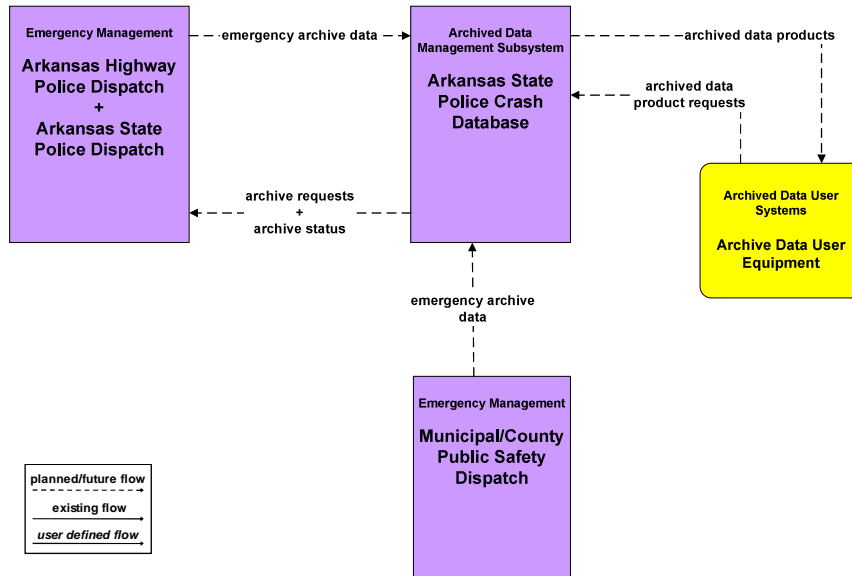 Emergency Management
Arkansas Highway
Police Dispatch
+
Arkansas State
Police Dispatch
emergency archive data
Archived Data
Management Subsystem
Arkansas State
Police Crash
Database
archived data products
archived data
product requests
archive requests
+
archive status
Archived Data User
Systems
Archive Data User
Equipment
emergency archive
data
Emergency Management
Municipal/County
Public Safety
Dispatch
planned/future flow
existing flow
user defined flow